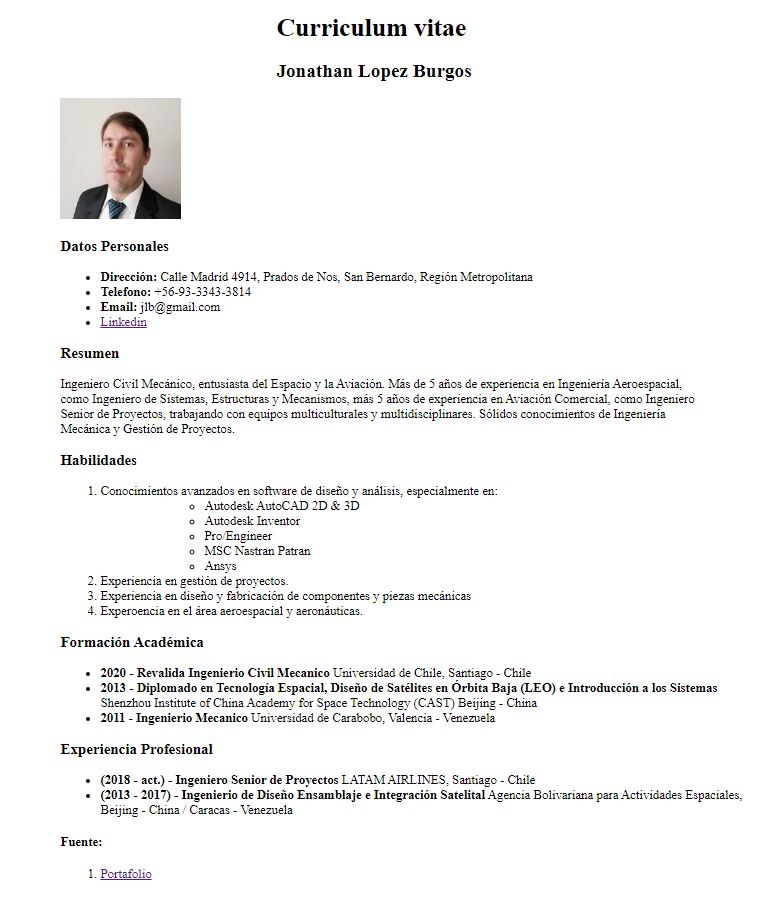 Curriculum vitae
Jonathan Lopez Burgos
Datos Personales
• Dirección: Calle Madrid 4914, Prados de Nos, San Bernardo, Región Metropolitana
• Telefono: +56-93-3343-3814
• Email: jlb@gmail.com
• Linkedin
Resumen
Ingeniero Civil Mecánico, entusiasta del Espacio y la Aviación. Más de 5 años de experiencia en Ingeniería Aeroespacial,
como Ingeniero de Sistemas, Estructuras y Mecanismos, más 5 años de experiencia en Aviación Comercial, como Ingeniero
Senior de Proyectos, trabajando con equipos multiculturales y multidisciplinares. Sólidos conocimientos de Ingeniería
Mecánica y Gestión de Proyectos.
Habilidades
1. Conocimientos avanzados en software de diseño y análisis, especialmente en:
◦ Autodesk AutoCAD 2D & 3D
◦ Autodesk Inventor
◦ Pro/Engineer
◦ MSC Nastran Patran
◦ Ansys
2. Experiencia en gestión de proyectos.
3. Experiencia en diseño y fabricación de componentes y piezas mecánicas
4. Experoencia en el área aeroespacial y aeronáuticas.
Formación Académica
• 2020 - Revalida Ingenierio Civil Mecanico Universidad de Chile, Santiago - Chile
• 2013 - Diplomado en Tecnología Espacial, Diseño de Satélites en Órbita Baja (LEO) e Introducción a los Sistemas
Shenzhou Institute of China Academy for Space Technology (CAST) Beijing - China
• 2011 - Ingenierio Mecanico Universidad de Carabobo, Valencia - Venezuela
Experiencia Profesional
• (2018 - act.) - Ingeniero Senior de Proyectos LATAM AIRLINES, Santiago - Chile
• (2013 - 2017) - Ingenierio de Diseño Ensamblaje e Integración Satelital Agencia Bolivariana para Actividades Espaciales,
Beijing - China / Caracas - Venezuela
Fuente:
1. Portafolio